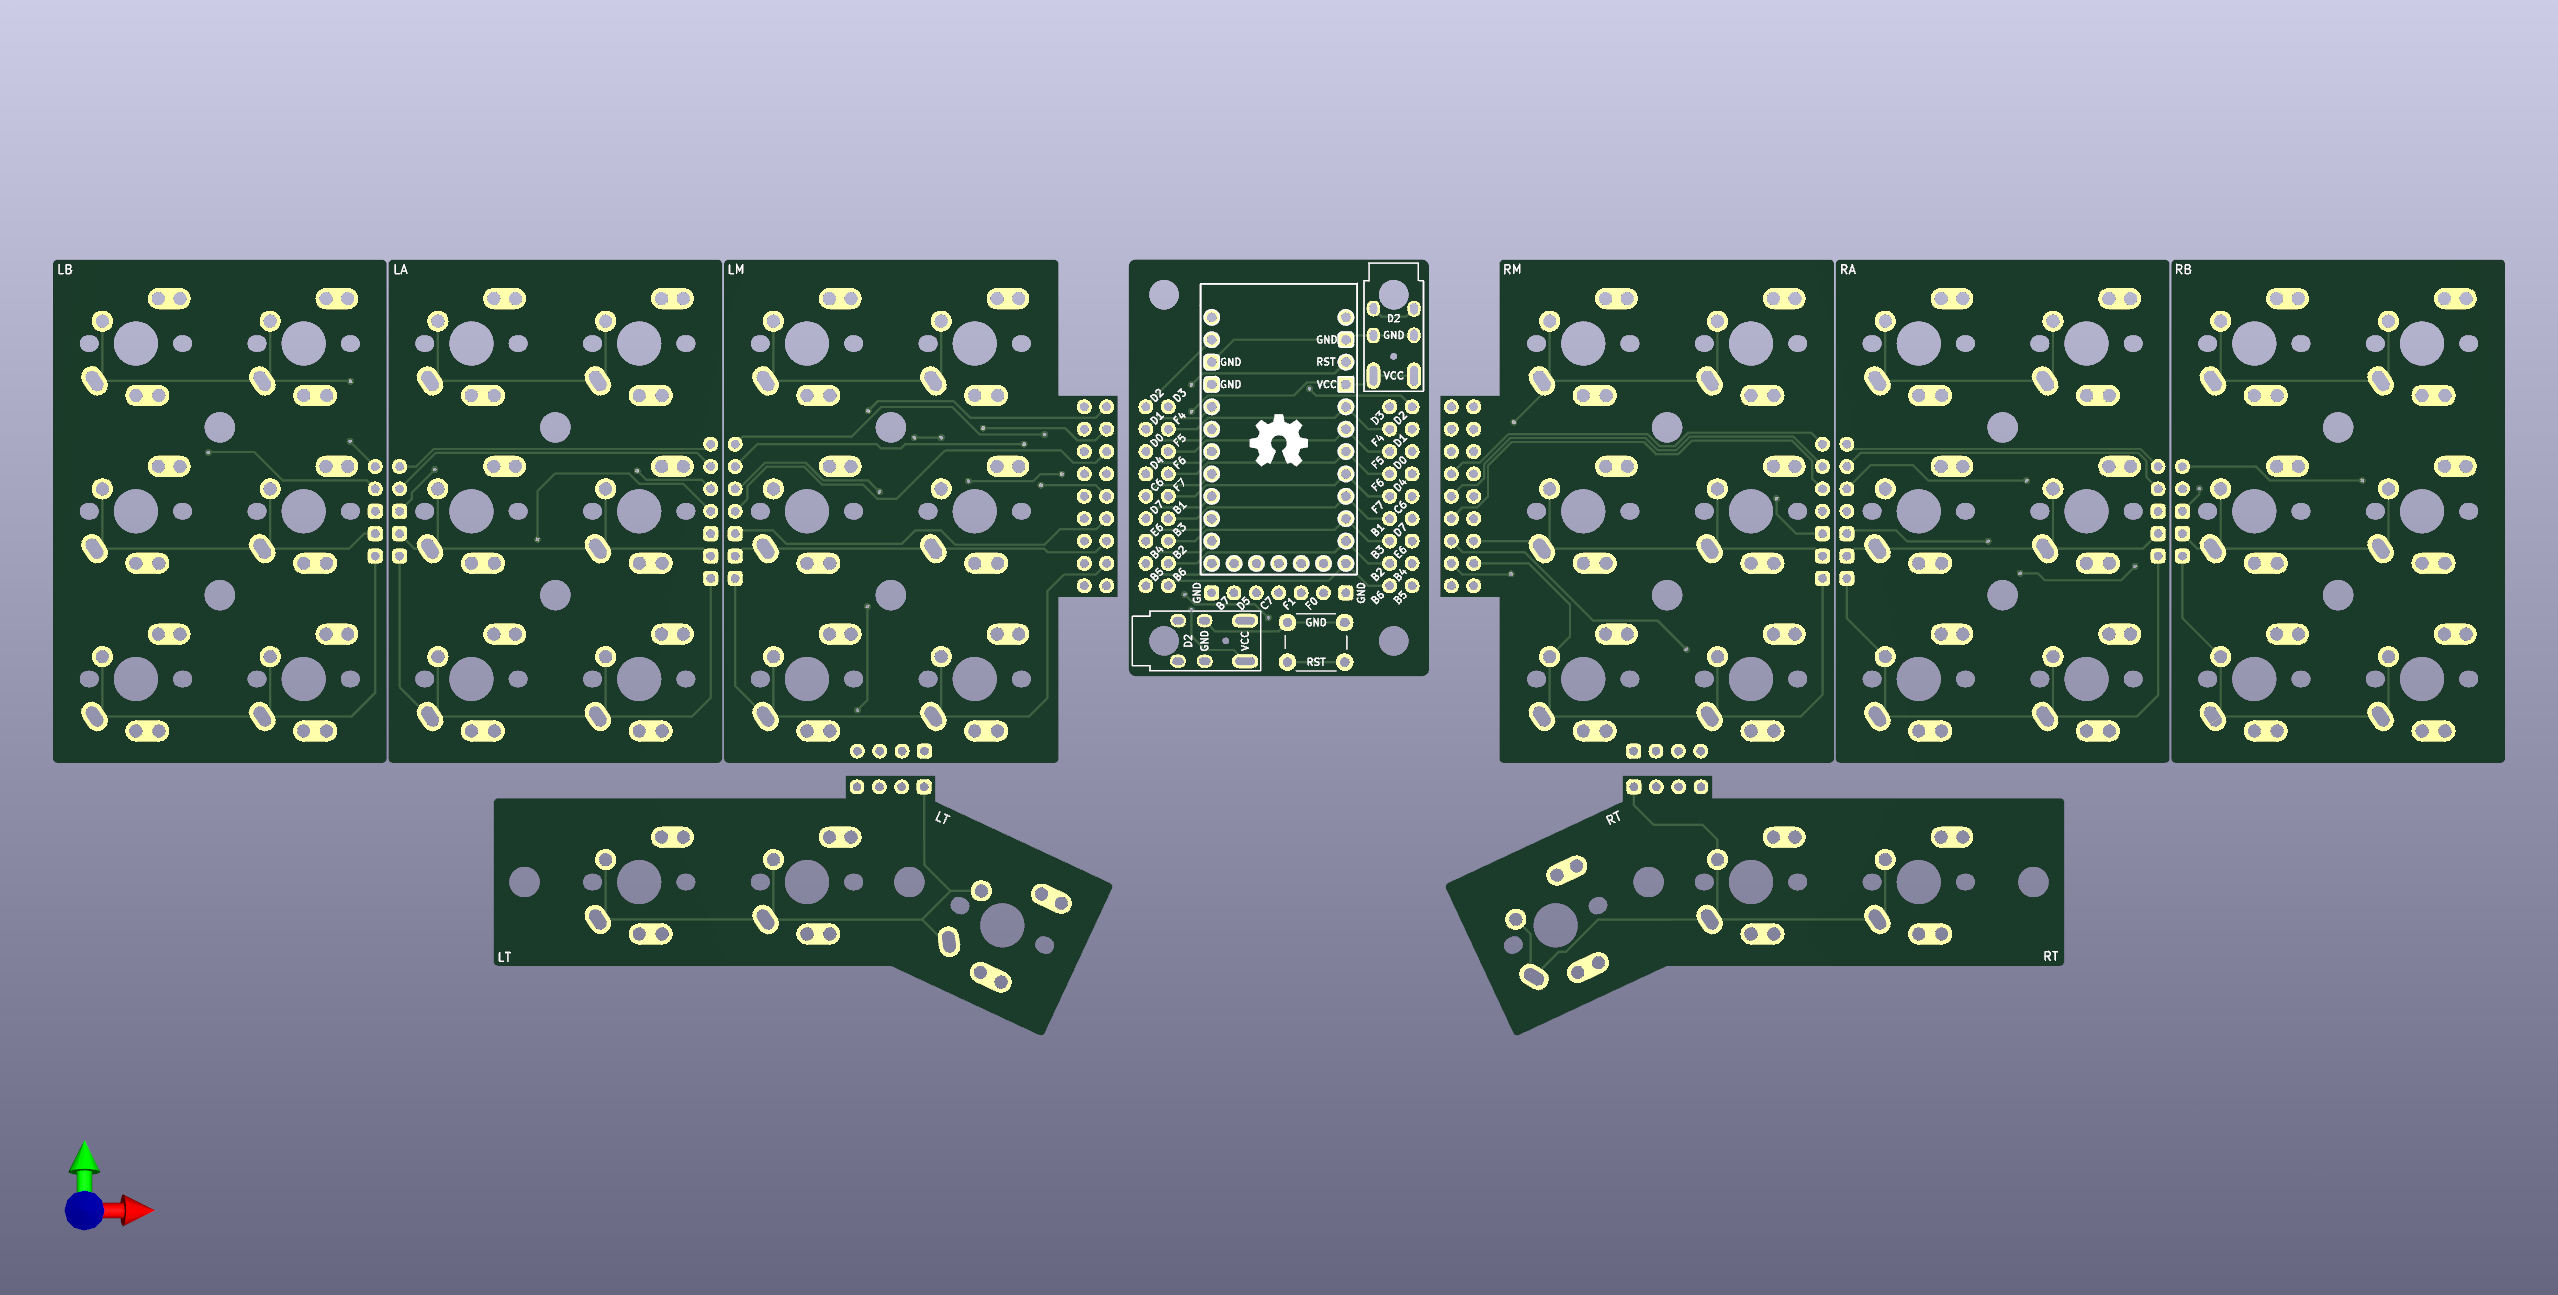 LB
LA
LM
RM
RA
RB
D2
GND
VCC
GND
RST
VCC
GND
GND
D2
D3
D1
F4
D0
F5
D4
F6
C6
F7
D7
B1
E6
B3
B4
B2
B5
B6
D3
D2
F4
D1
F5
D0
F6
D4
F7
C6
B1
D7
B3
E6
B2
B4
B6
B5
GND
B7
D5
C7
F1
F0
GND
D2
GND
VCC
GND
RST
LT
RT
LT
RT